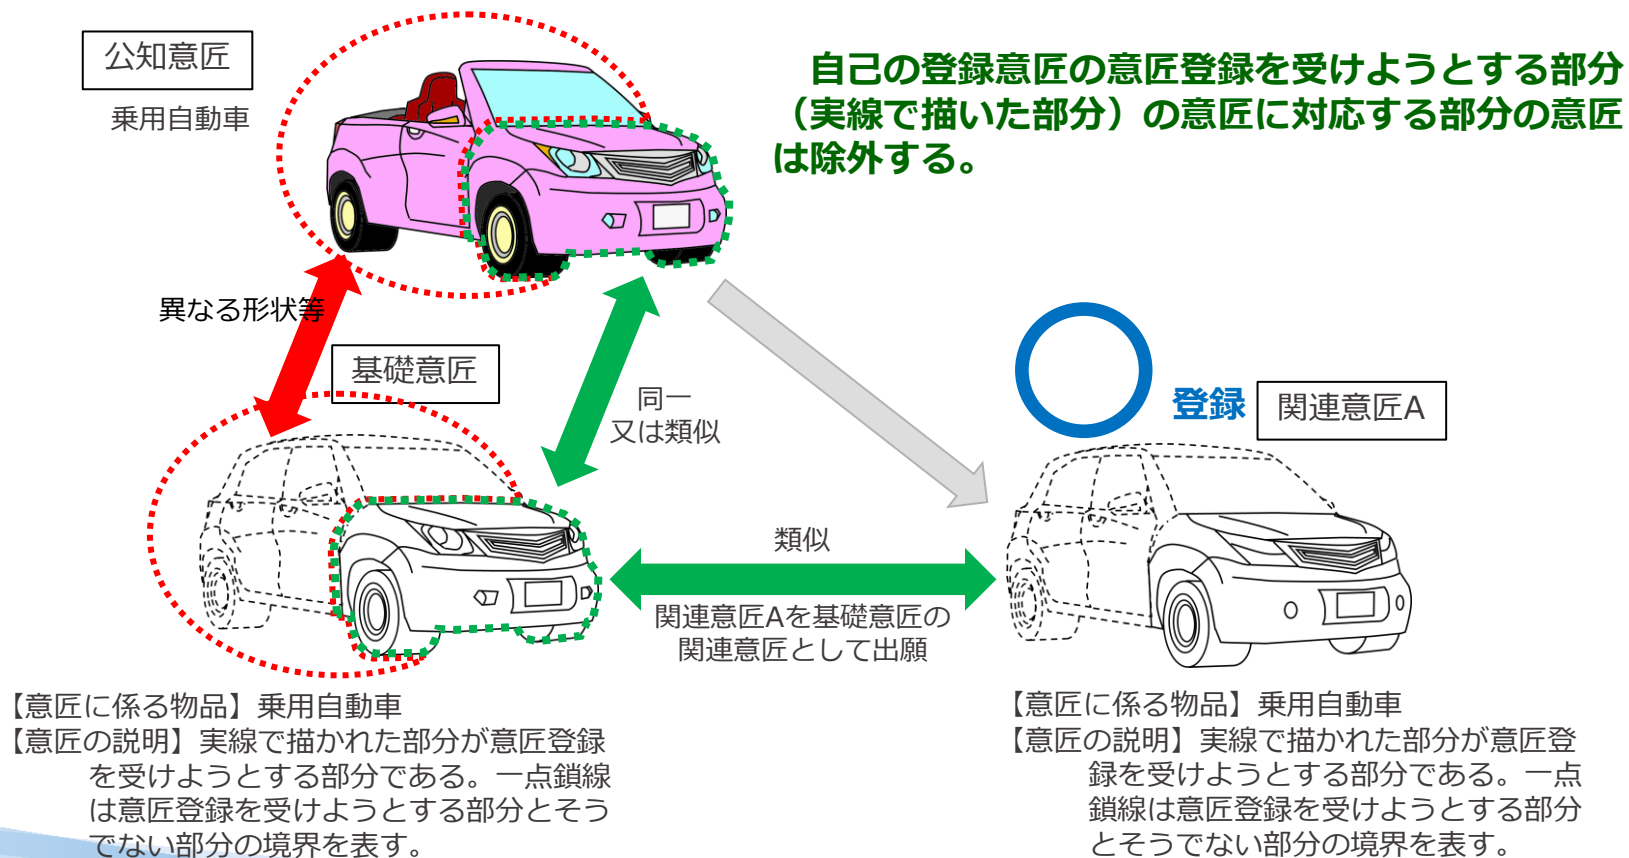 公知意匠
乗用自動車
自己の登録意匠の意匠登録を受けようとする部分
（実線で描いた部分）の意匠に対応する部分の意匠
は除外する。
異なる形状等
基礎意匠
同一
又は類似
登録
関連意匠A
類似
関連意匠Aを基礎意匠の
関連意匠として出願
【意匠に係る物品】乗用自動車
【意匠の説明】実線で描かれた部分が意匠登録
を受けようとする部分である。一点鎖線
は意匠登録を受けようとする部分とそう
でない部分の境界を表す。
【意匠に係る物品】乗用自動車
【意匠の説明】実線で描かれた部分が意匠登
録を受けようとする部分である。一点
鎖線は意匠登録を受けようとする部分
とそうでない部分の境界を表す。